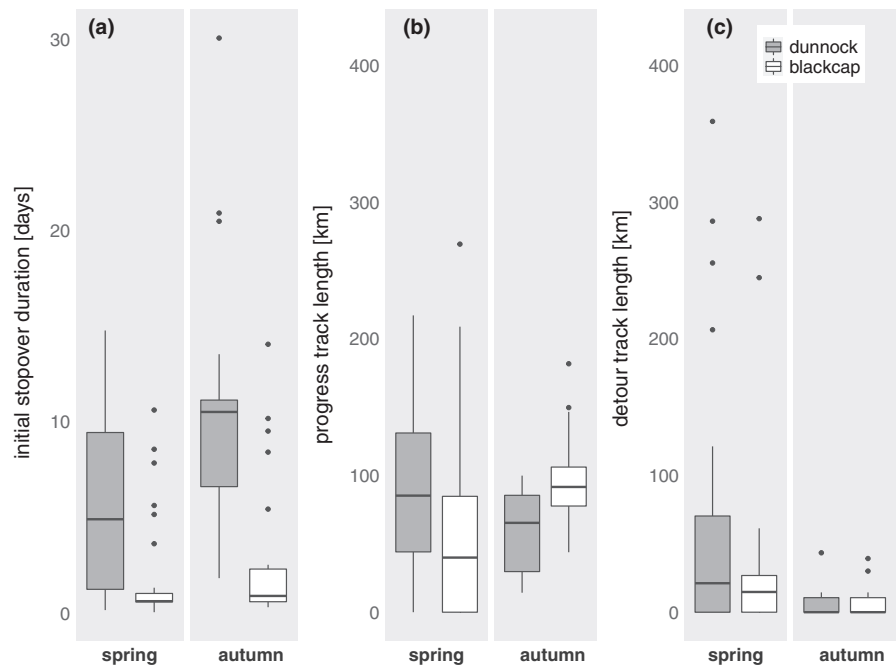 (a)
(b)
(c)
dunnock
blackcap
initial stopover duration [days]
30
20
10
0
spring
autumn
progress track length [km]
400
300
200
100
0
spring
autumn
detour track length [km]
400
300
200
100
0
spring
autumn